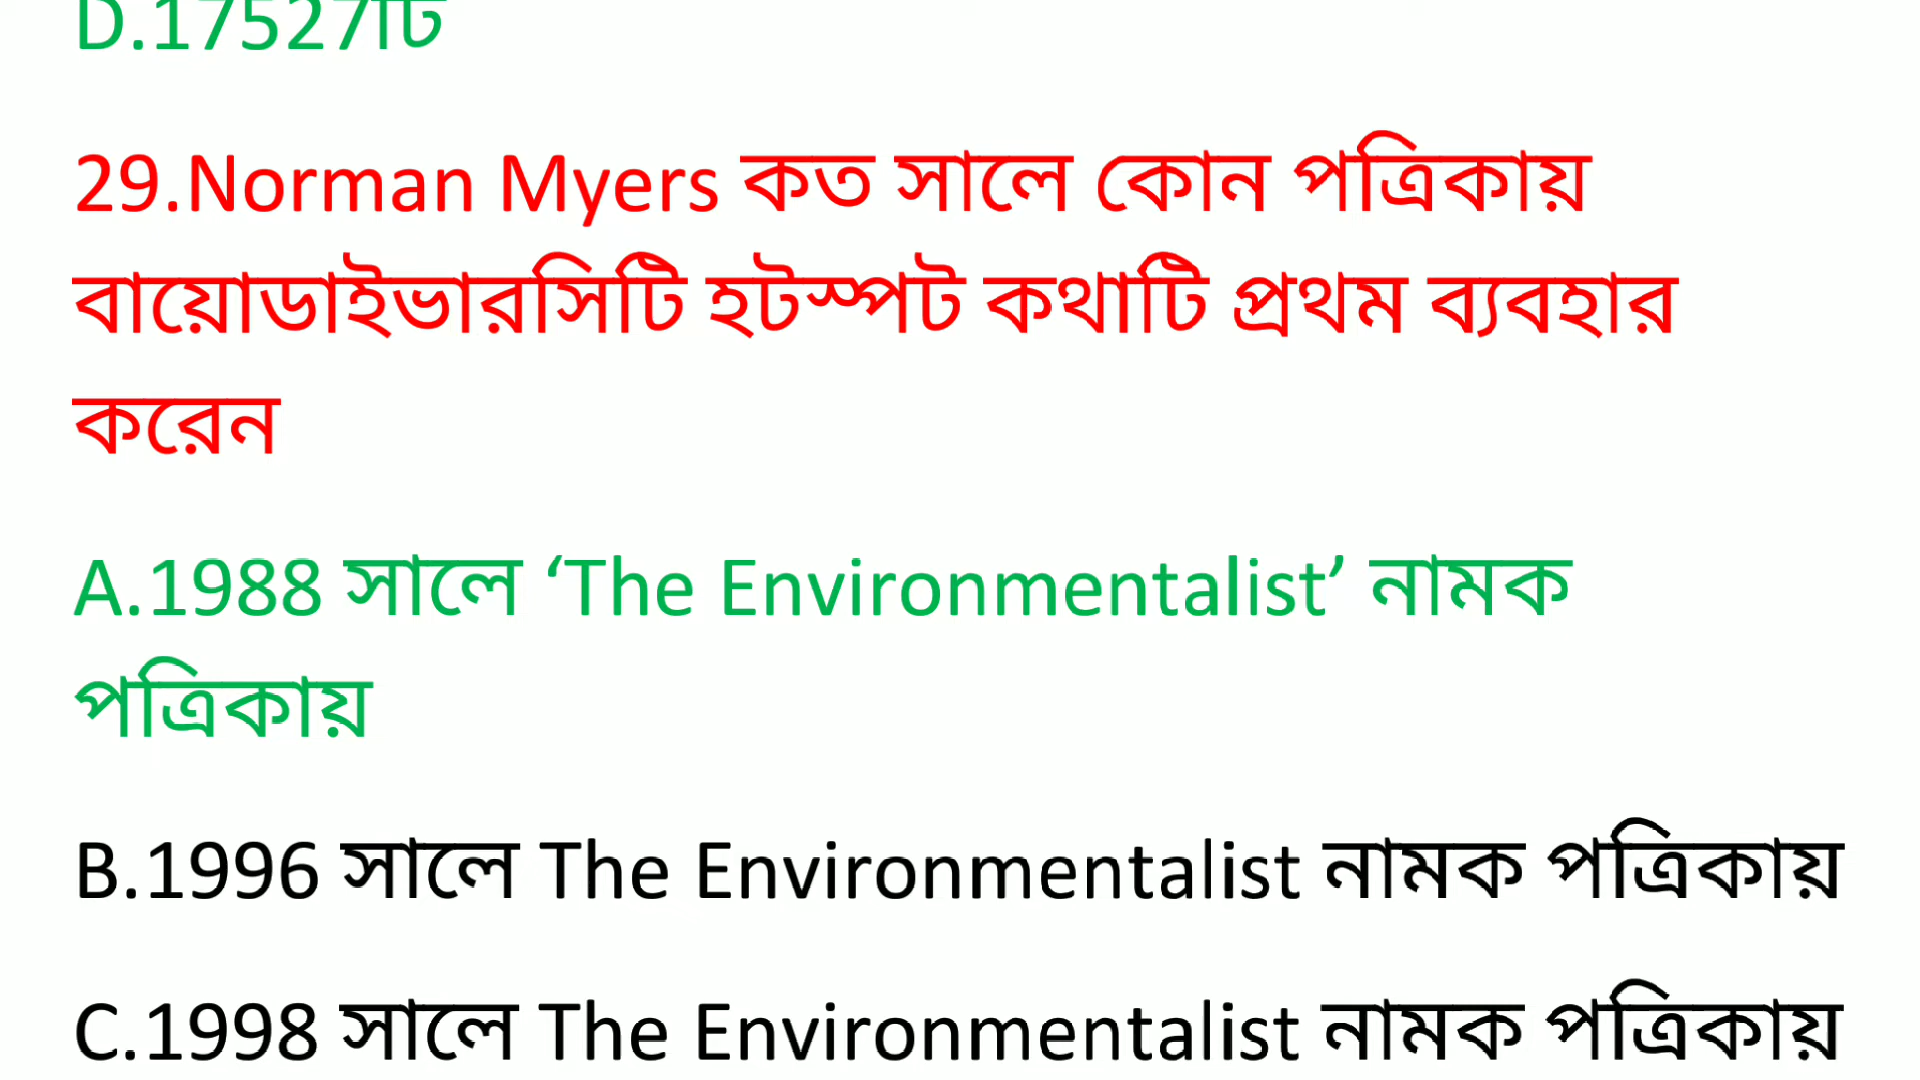 D.17527টি
29.Norman Myers কত সালে কোন পত্রিকায়
বায়োডাইভারসিটি হটস্পট কথাটি প্রথম ব্যবহার
করেন
A.1988 সালে ‘The Environmentalist’ নামক
পত্রিকায়
B.1996 সালে The Environmentalist নামক পত্রিকায়
C.1998 সালে The Environmentalist নামক পত্রিকায়